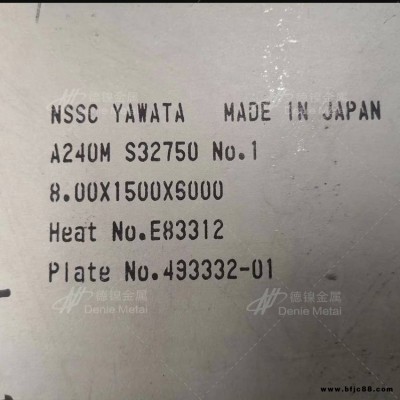 NSSC YAWATA MADE IN JAPAN
A240M S32750 No.1
8.00X1500X6000
Heat No.E83312
Plate No.493332-01
德镍金属
Denie Metal
德镍金属
Denie Metal
www.bfjc88.com